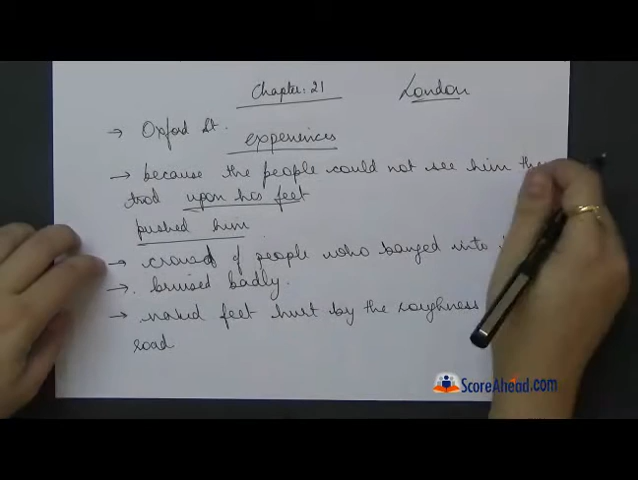 Chapter: 21 London
→ Oxford St.
experiences
→ because the people could not see him
trod upon his feet
pushed him
→ crowd of people who banged into
→ . bruised badly.
→ naked feet hurt by the roughness
road
ScoreAhead.com